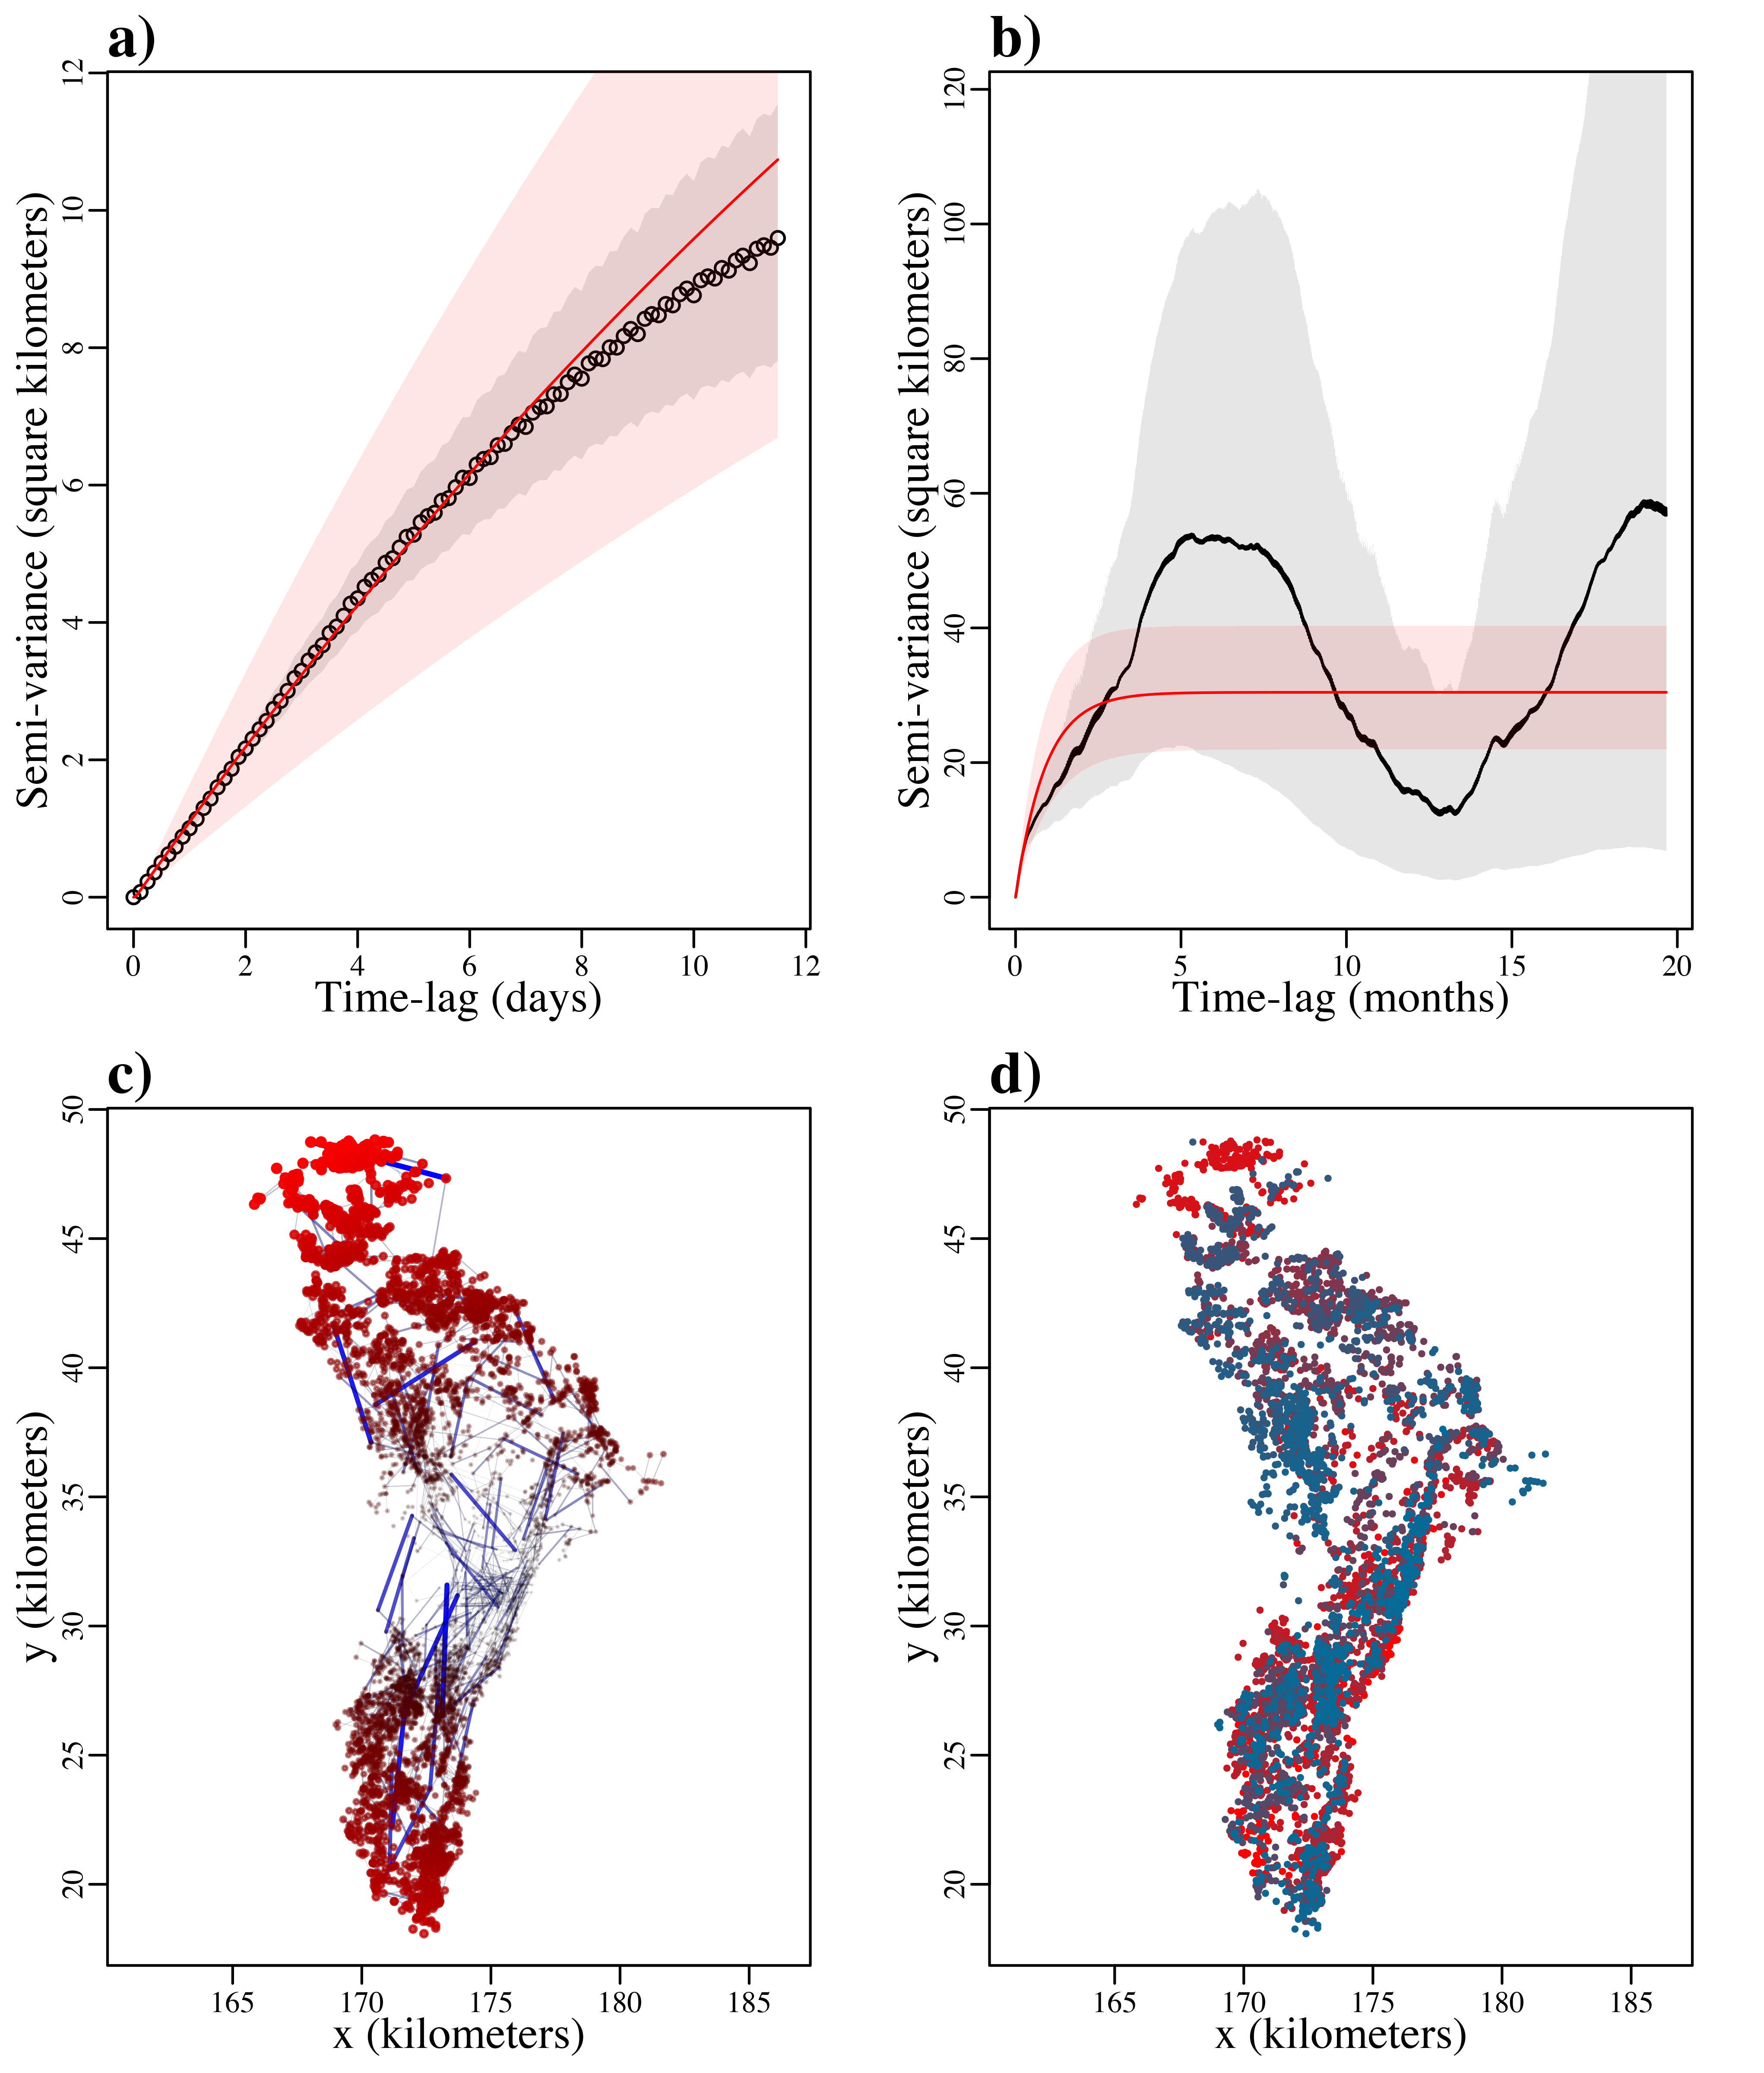 a)
Semi-variance (square kilometers)
12
10
8
6
4
2
0
0 2 4 6 8 10 12
Time-lag (days)
b)
Semi-variance (square kilometers)
120
100
80
60
40
20
0
0 5 10 15 20
Time-lag (months)
c)
y (kilometers)
50
45
40
35
30
25
20
165 170 175 180 185
x (kilometers)
d)
y (kilometers)
50
45
40
35
30
25
20
165 170 175 180 185
x (kilometers)